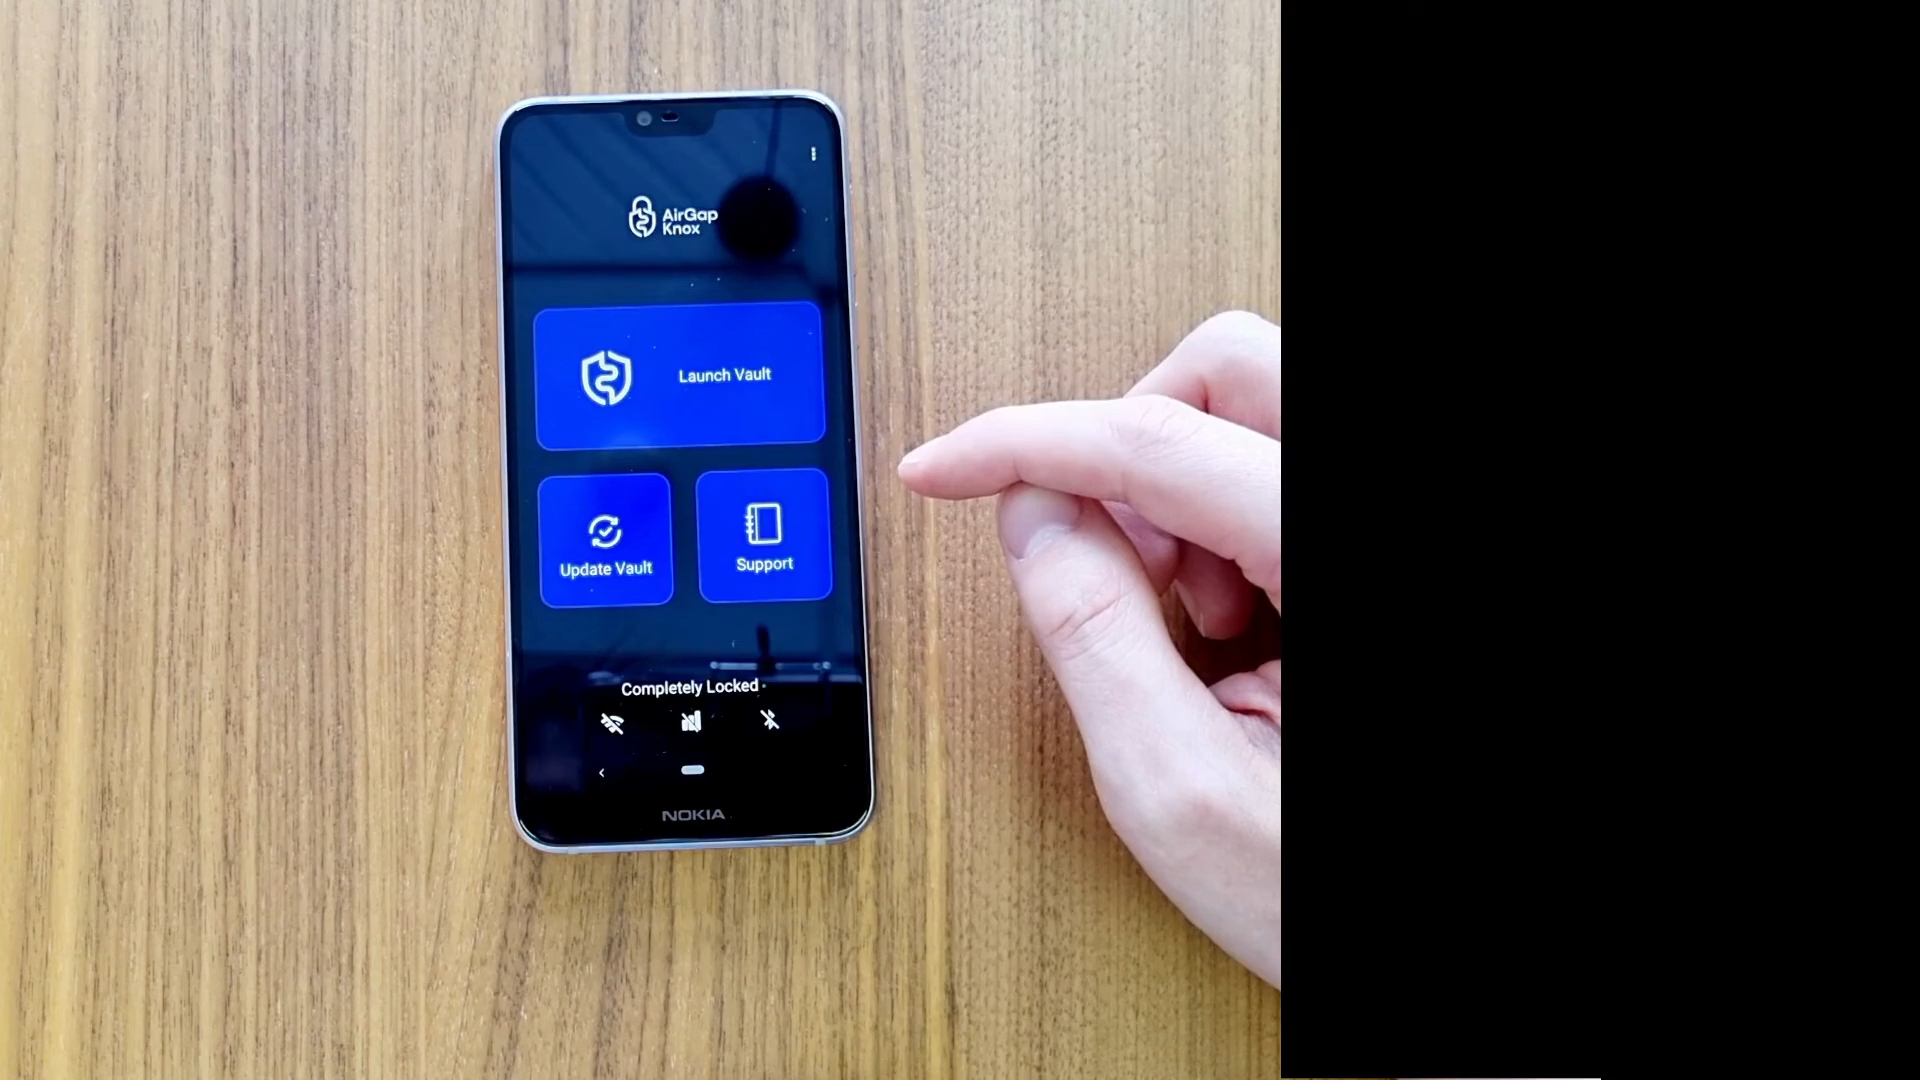 AirGap
Knox
Launch Vault
Update Vault
Support
Completely Locked
NOKIA